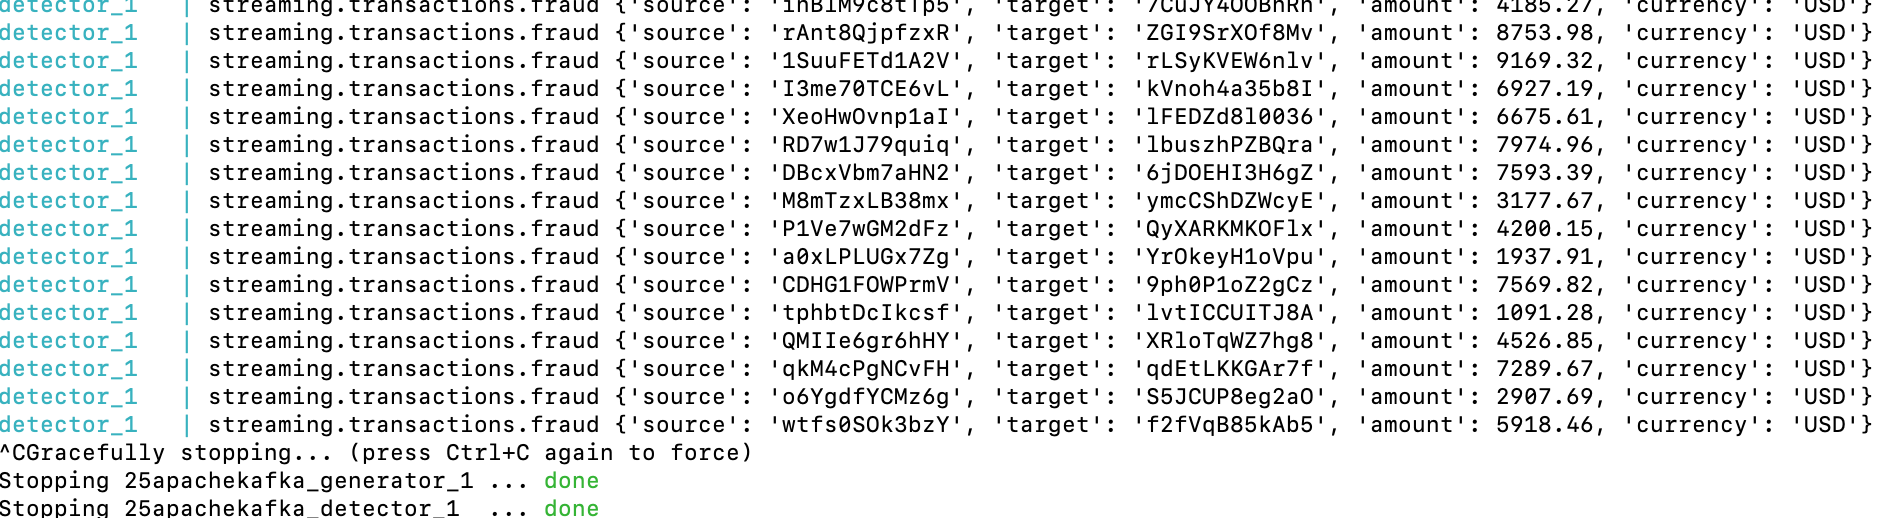 detector_1 | streaming.transactions.fraud {'source': 'inBlM9c8tTp5', 'target': '7CuJY4OOBhRh', 'amount': 4185.27, 'currency': 'USD'}
detector_1 | streaming.transactions.fraud {'source': 'rAnt8QjpfzxR', 'target': 'ZGI9SrXOf8Mv', 'amount': 8753.98, 'currency': 'USD'}
detector_1 | streaming.transactions.fraud {'source': '1SuuFETd1A2V', 'target': 'rLSyKVEW6nlv', 'amount': 9169.32, 'currency': 'USD'}
detector_1 | streaming.transactions.fraud {'source': 'I3me70TCE6vL', 'target': 'kVnoh4a35b8I', 'amount': 6927.19, 'currency': 'USD'}
detector_1 | streaming.transactions.fraud {'source': 'XeoHwOvnp1aI', 'target': 'lFEDZd8l0036', 'amount': 6675.61, 'currency': 'USD'}
detector_1 | streaming.transactions.fraud {'source': 'RD7w1J79quiq', 'target': 'lbuszhPZBQra', 'amount': 7974.96, 'currency': 'USD'}
detector_1 | streaming.transactions.fraud {'source': 'DBcxVbm7aHN2', 'target': '6jDOEHI3H6gZ', 'amount': 7593.39, 'currency': 'USD'}
detector_1 | streaming.transactions.fraud {'source': 'M8mTzxLB38mx', 'target': 'ymcCShDZWcyE', 'amount': 3177.67, 'currency': 'USD'}
detector_1 | streaming.transactions.fraud {'source': 'P1Ve7wGM2dFz', 'target': 'QyXARKMKOFlx', 'amount': 4200.15, 'currency': 'USD'}
detector_1 | streaming.transactions.fraud {'source': 'a0xLPLUGx7Zg', 'target': 'YrOkeyH1oVpu', 'amount': 1937.91, 'currency': 'USD'}
detector_1 | streaming.transactions.fraud {'source': 'CDHG1FOWPrmV', 'target': '9ph0P1oZ2gCz', 'amount': 7569.82, 'currency': 'USD'}
detector_1 | streaming.transactions.fraud {'source': 'tphbtDcIkcsf', 'target': 'lvtICCUITJ8A', 'amount': 1091.28, 'currency': 'USD'}
detector_1 | streaming.transactions.fraud {'source': 'QMIIe6gr6hHY', 'target': 'XRloTqWZ7hg8', 'amount': 4526.85, 'currency': 'USD'}
detector_1 | streaming.transactions.fraud {'source': 'qkM4cPgNCvFH', 'target': 'qdEtLKKGAr7f', 'amount': 7289.67, 'currency': 'USD'}
detector_1 | streaming.transactions.fraud {'source': 'o6YgdfYCMz6g', 'target': 'S5JCUP8eg2aO', 'amount': 2907.69, 'currency': 'USD'}
detector_1 | streaming.transactions.fraud {'source': 'wtfs0SOk3bzY', 'target': 'f2fVqB85kAb5', 'amount': 5918.46, 'currency': 'USD'}
^CGracefully stopping... (press Ctrl+C again to force)
Stopping 25apachekafka_generator_1 ... done
Stopping 25apachekafka_detector_1 ... done